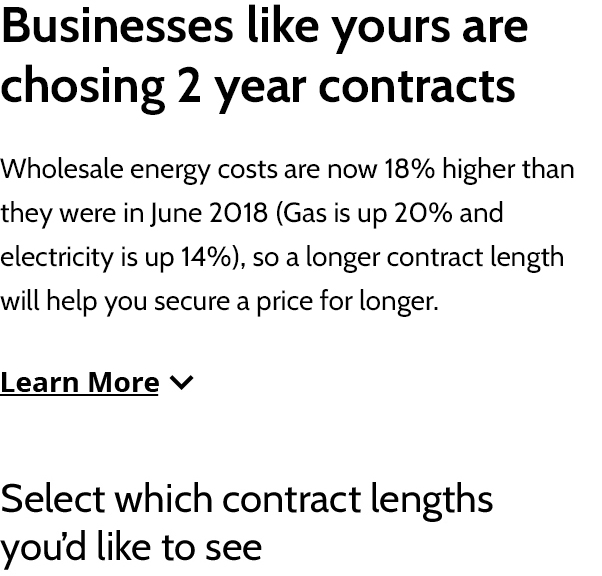 Businesses like yours are
chosing 2 year contracts
Wholesale energy costs are now 18% higher than
they were in June 2018 (Gas is up 20% and
electricity is up 14%), so a longer contract length
will help you secure a price for longer.
Learn More
Select which contract lengths
you’d like to see